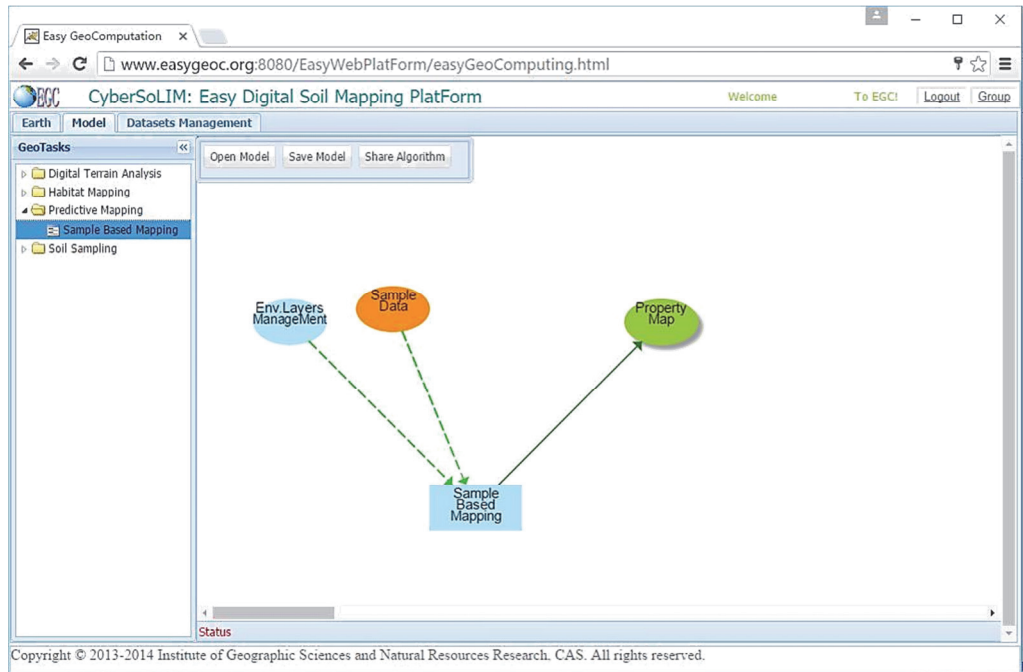 Easy GeoComputation
www.easygeoc.org:8080/EasyWebPlatForm/easyGeoComputing.html
EGC CyberSoLIM: Easy Digital Soil Mapping PlatForm Welcome To EGC! Logout Group
Earth Model Datasets Management
GeoTasks
Open Model Save Model Share Algorithm
Digital Terrain Analysis
Habitat Mapping
Predictive Mapping
Sample Based Mapping
Soil Sampling
Env.Layers
ManageMent
Sample
Data
Property
Map
Sample
Based
Mapping
Status
Copyright © 2013-2014 Institute of Geographic Sciences and Natural Resources Research, CAS. All rights reserved.